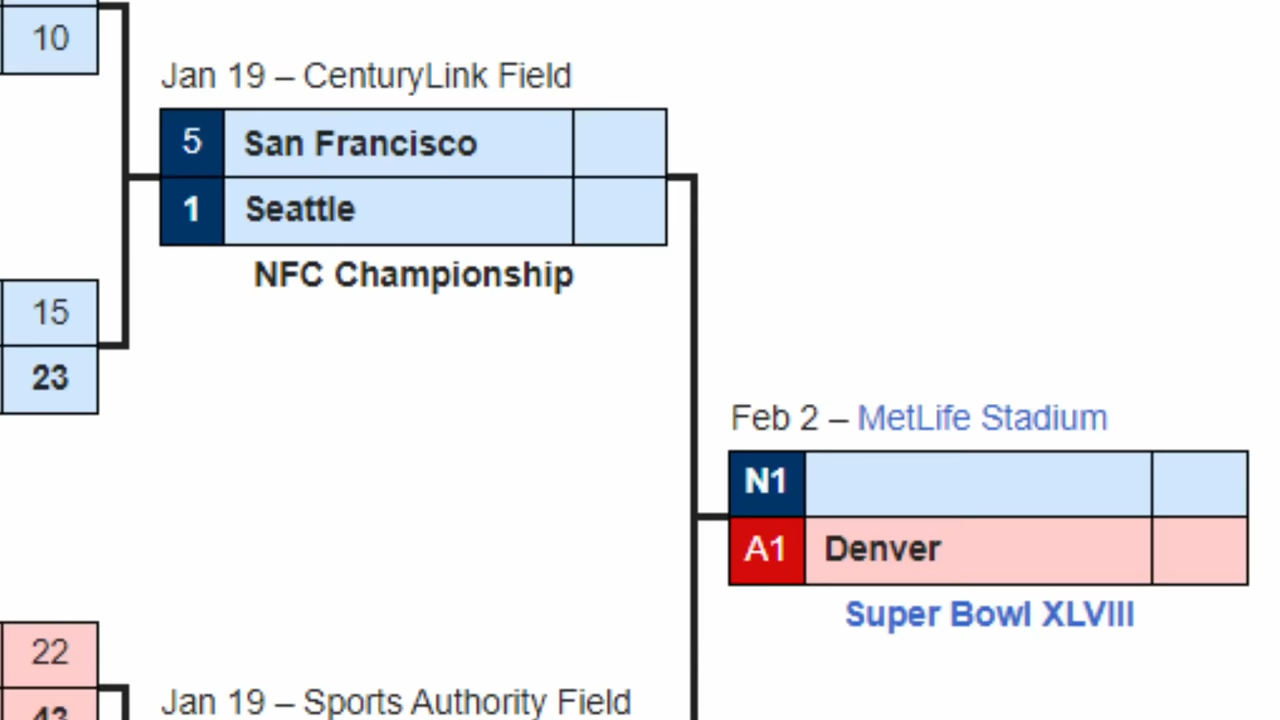 10
Jan 19 – CenturyLink Field
5 San Francisco
1 Seattle
NFC Championship
15
23
Feb 2 – MetLife Stadium
N1
A1 Denver
Super Bowl XLVIII
22
Jan 19 – Sports Authority Field
43